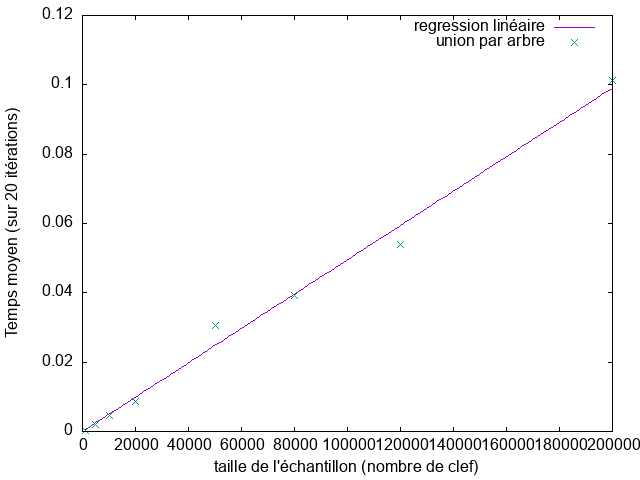 regression linéaire
union par arbre
0.12
0.1
0.08
0.06
0.04
0.02
0
Temps moyen (sur 20 itérations)
0 20000 40000 60000 80000 100000 120000 140000 160000 180000 200000
taille de l'échantillon (nombre de clef)